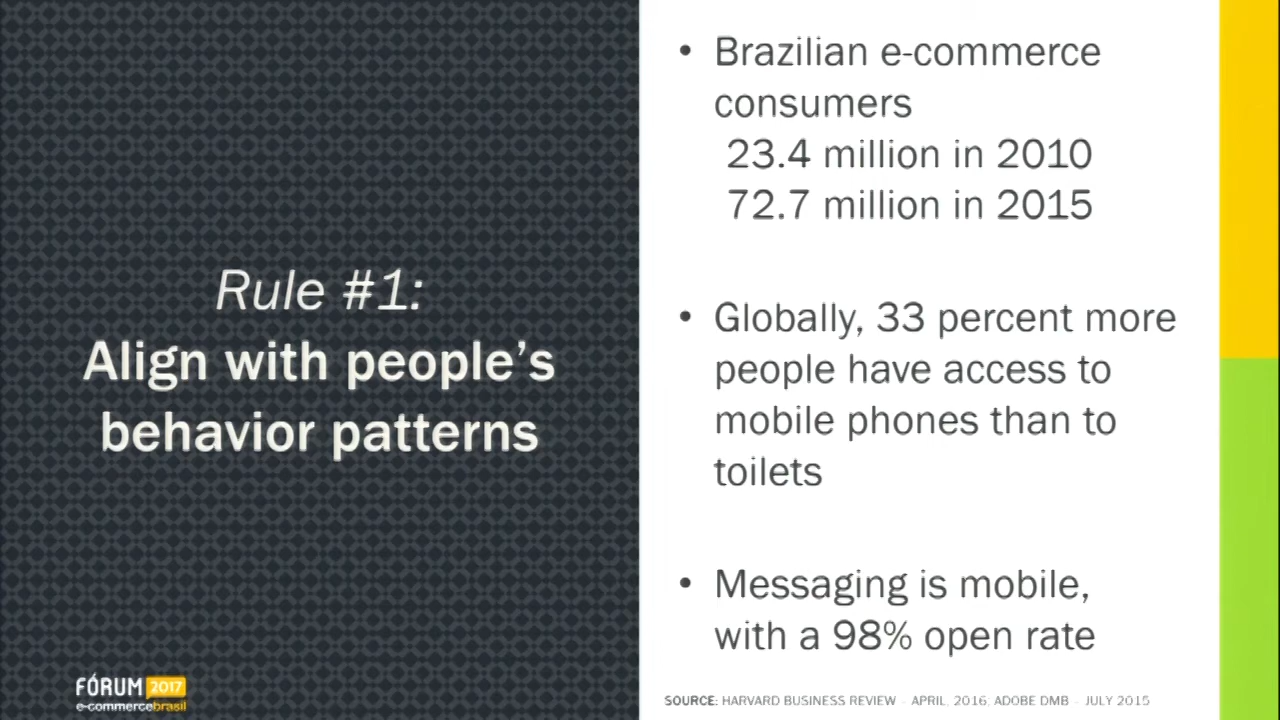 Rule #1:
Align with people's
behavior patterns
FÓRUM 2017
e-commercebrasil
• Brazilian e-commerce
consumers
23.4 million in 2010
72.7 million in 2015
• Globally, 33 percent more
people have access to
mobile phones than to
toilets
• Messaging is mobile,
with a 98% open rate
SOURCE: HARVARD BUSINESS REVIEW - APRIL, 2016; ADOBE DMB - JULY 2015